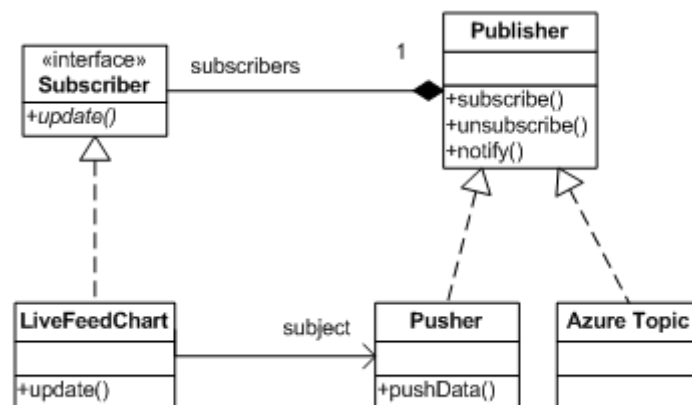 «interface»
Subscriber
+update()
subscribers
1
Publisher
+subscribe()
+unsubscribe()
+notify()
LiveFeedChart
+update()
subject
Pusher
+pushData()
Azure Topic